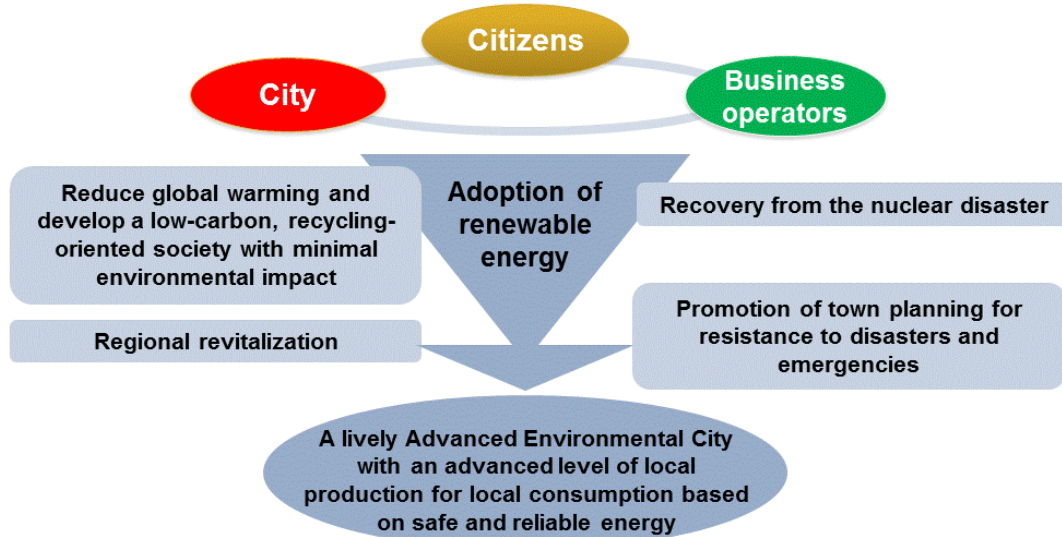 Citizens
City
Business
operators
Reduce global warming and
develop a low-carbon, recycling-
oriented society with minimal
environmental impact
Adoption of
renewable
energy
Recovery from the nuclear disaster
Regional revitalization
Promotion of town planning for
resistance to disasters and
emergencies
A lively Advanced Environmental City
with an advanced level of local
production for local consumption based
on safe and reliable energy